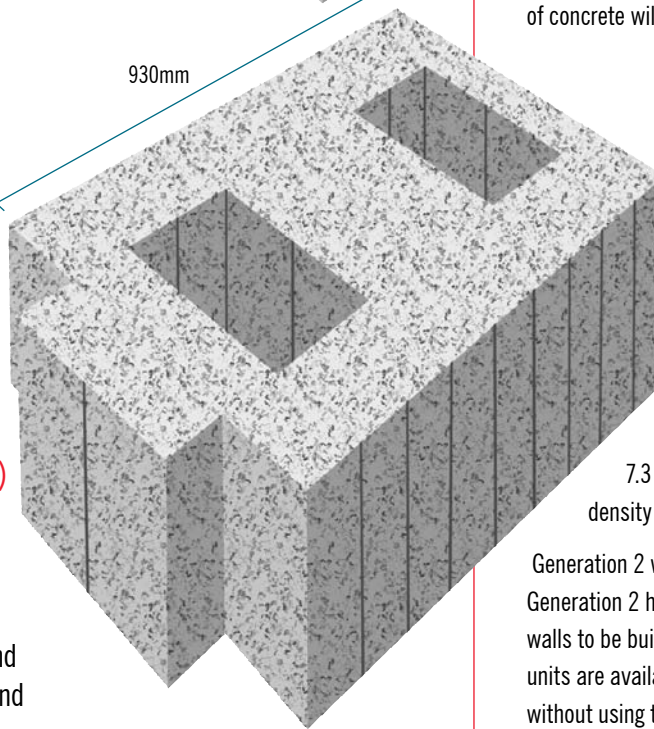 of concrete wil
930mm
7.3
density
Generation 2 v
Generation 2 h
walls to be bui
units are availa
without using t
nd
nd